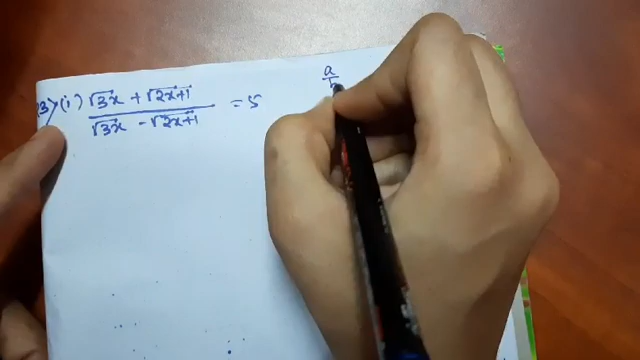 (3) (i) √3x + √2x+1 / √3x - √2x+1 = 5
a / b